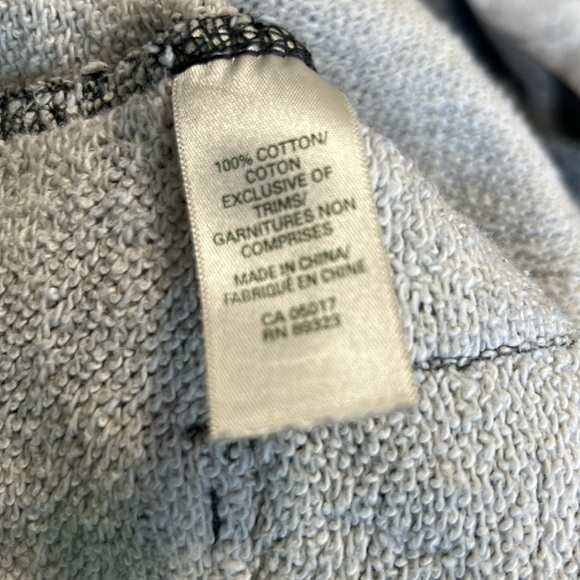 100% COTTON/
COTON
EXCLUSIVE OF
TRIMS/
GARNITURES NON
COMPRISES
MADE IN CHINA/
FABRIQUÉ EN CHINE
CA 05017
RN 89323